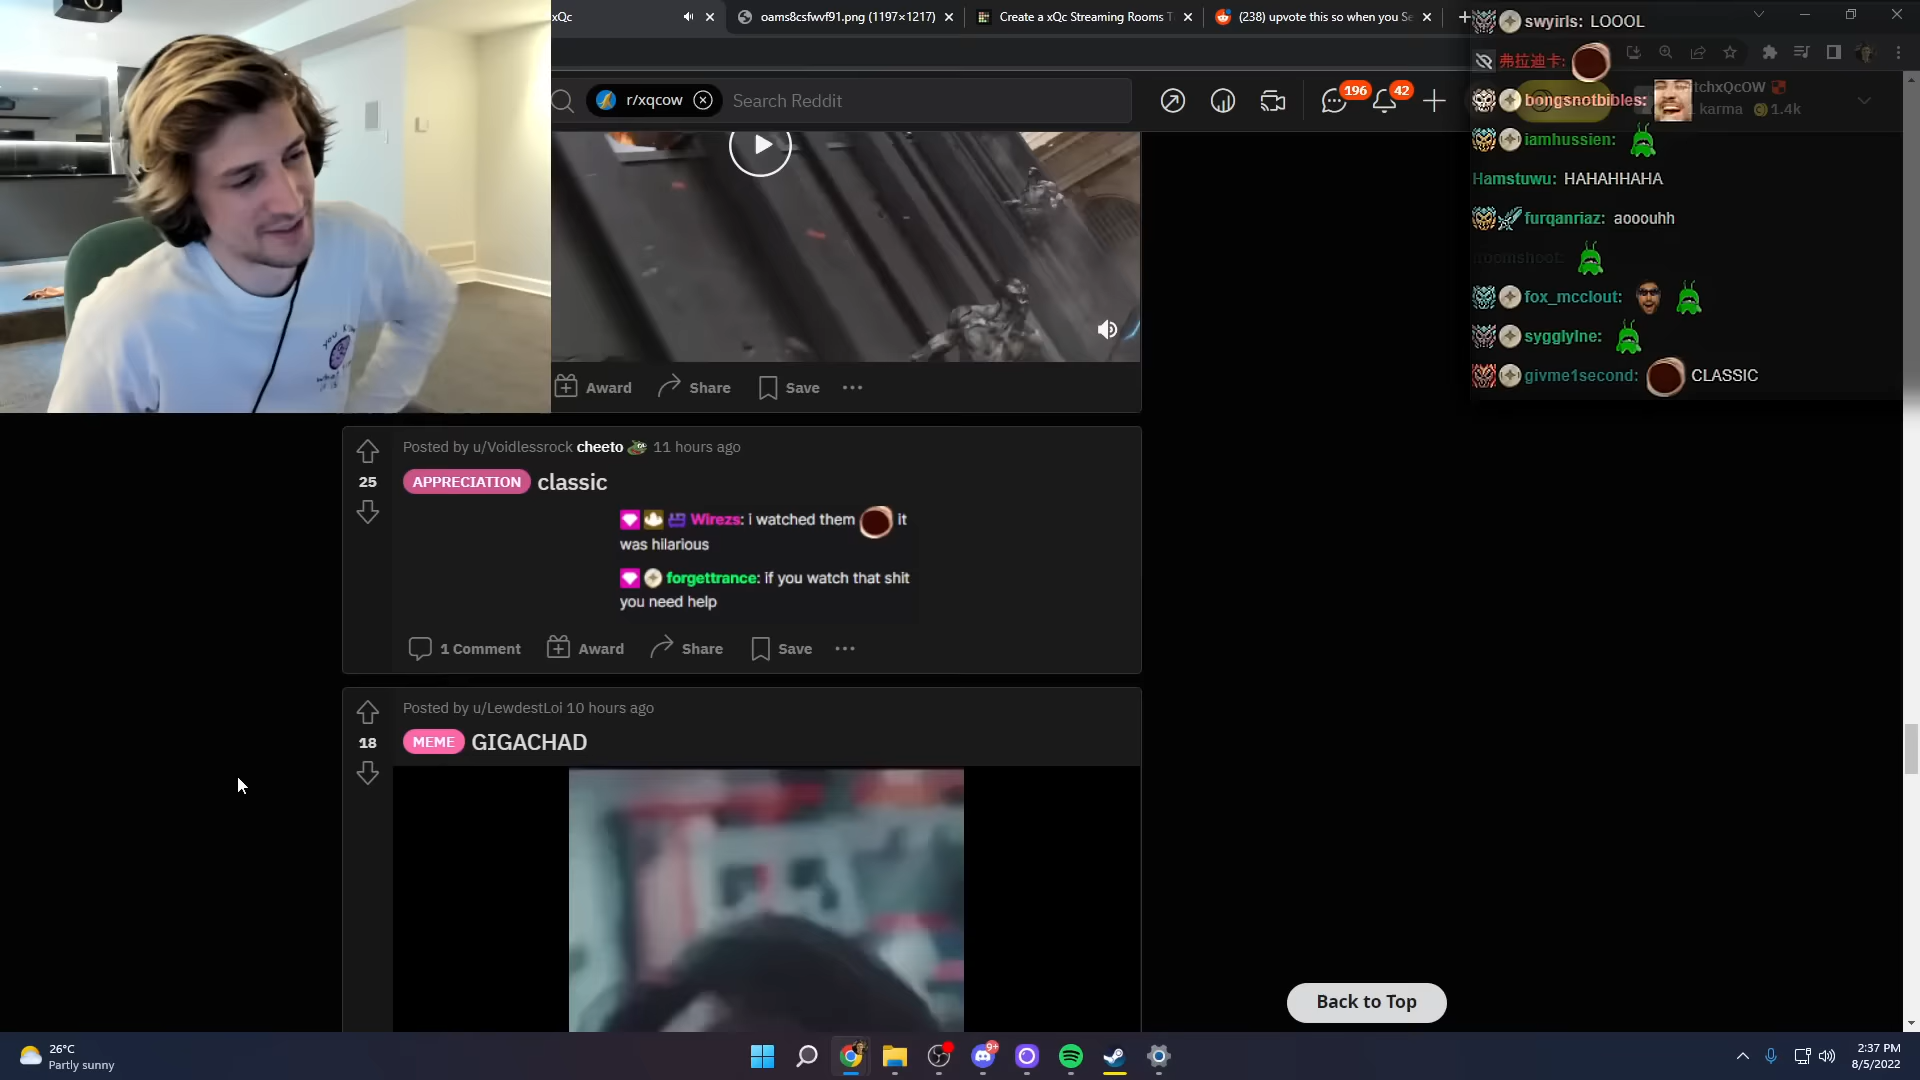 xQc
oams8csfwvf91.png (1197×1217)
Create a xQc Streaming Rooms T
(238) upvote this so when you Se
r/xqcow
Search Reddit
196
42
tchxQcOW
karma
1.4k
swyirls: LOOOL
弗拉迪卡:
bongsnotbibles:
iamhussien:
Hamstuwu: HAHAHHAHA
furqanriaz: aooouhh
roomshoot:
fox_mcclout:
sygglylne:
givme1second: CLASSIC
Award
Share
Save
Posted by u/Voidlessrock cheeto 11 hours ago
25
APPRECIATION classic
Wirezs: i watched them it
was hilarious
forgettrance: if you watch that shit
you need help
1 Comment
Award
Share
Save
Posted by u/LewdestLoi 10 hours ago
18
MEME GIGACHAD
Back to Top
26°C
Partly sunny
9+
2:37 PM
8/5/2022